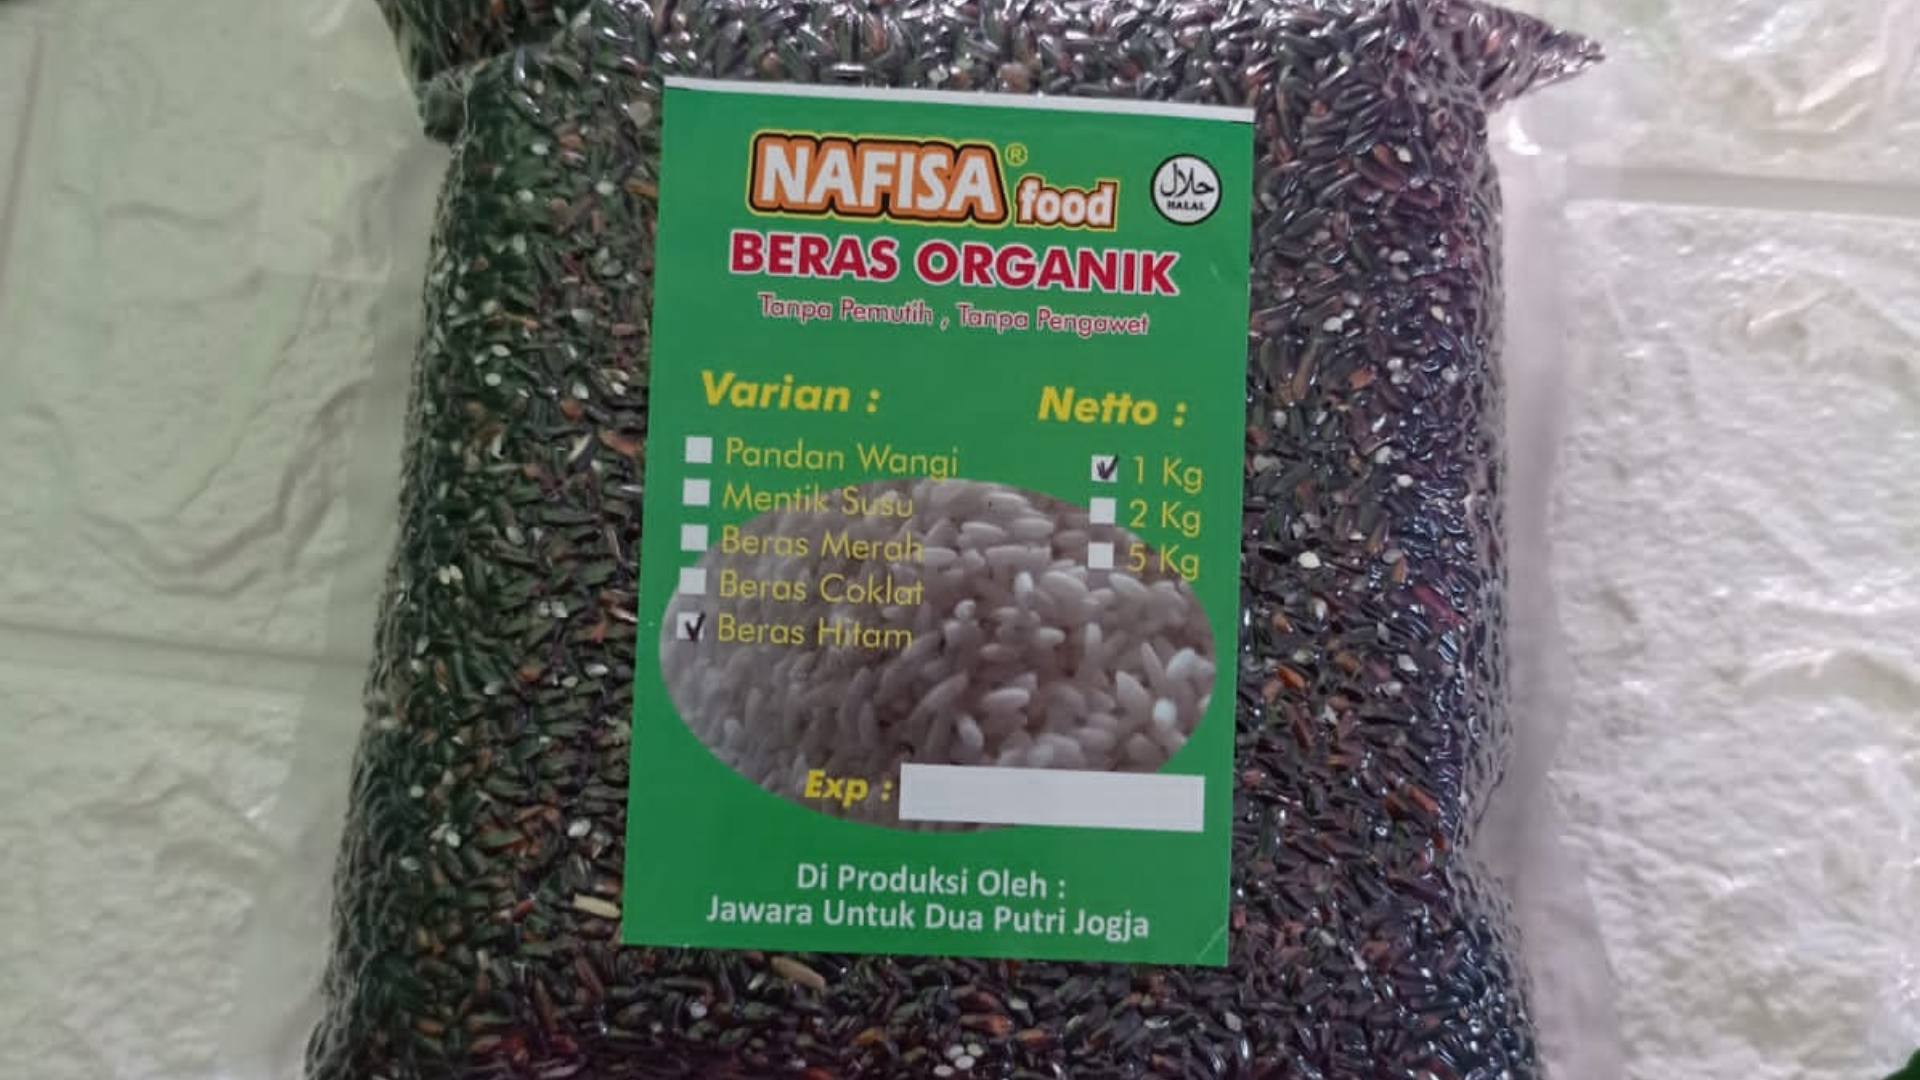 NAFISA® food
حلال
HALAL
BERAS ORGANIK
Tanpa Pemutih , Tanpa Pengawet
Varian :
Pandan Wangi
Mentik Susu
Beras Merah
Beras Coklat
Beras Hitam
Netto :
1 Kg
2 Kg
5 Kg
Exp :
Di Produksi Oleh :
Jawara Untuk Dua Putri Jogja